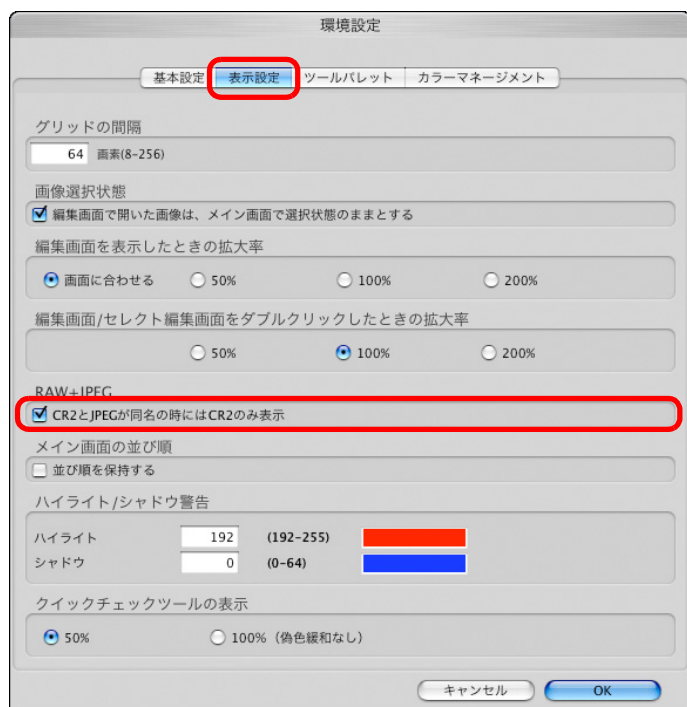 環境設定
基本設定 表示設定 ツールパレット カラーマネージメント
グリッドの間隔
64 画素(8-256)
画像選択状態
編集画面で開いた画像は、メイン画面で選択状態のままとする
編集画面を表示したときの拡大率
画面に合わせる 50% 100% 200%
編集画面/セレクト編集画面をダブルクリックしたときの拡大率
50% 100% 200%
RAW+JPEG
CR2とJPEGが同名の時にはCR2のみ表示
メイン画面の並び順
並び順を保持する
ハイライト/シャドウ警告
ハイライト 192 (192-255)
シャドウ 0 (0-64)
クイックチェックツールの表示
50% 100%（偽色緩和なし）
キャンセル OK